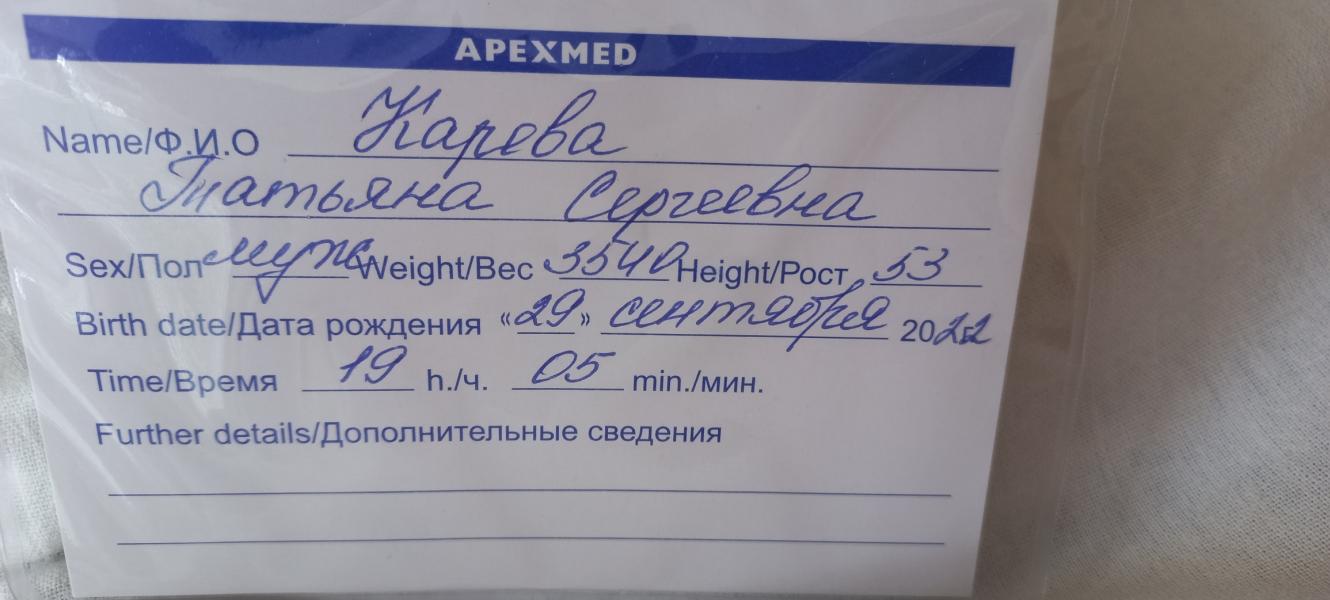 APEXMED
Name/Ф.И.О Карева
Татьяна Сергеевна
Sex/Пол муж Weight/Вес 3540 Height/Рост 53
Birth date/Дата рождения «29» сентября 2022
Time/Время 19 h./ч. 05 min./мин.
Further details/Дополнительные сведения